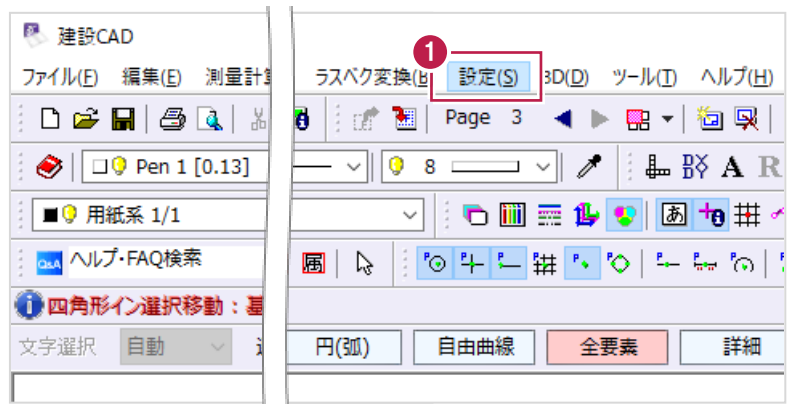 建設CAD
1
ファイル(F) 編集(E) 測量計 ラスベク変換( 設定(S) 3D(D) ツール(T) ヘルプ(H)
Page 3
Pen 1 [0.13] 8 A R
用紙系 1/1 あ
Q&A ヘルプ・FAQ検索 属
四角形イン選択移動：基
文字選択 自動 円(弧) 自由曲線 全要素 詳細